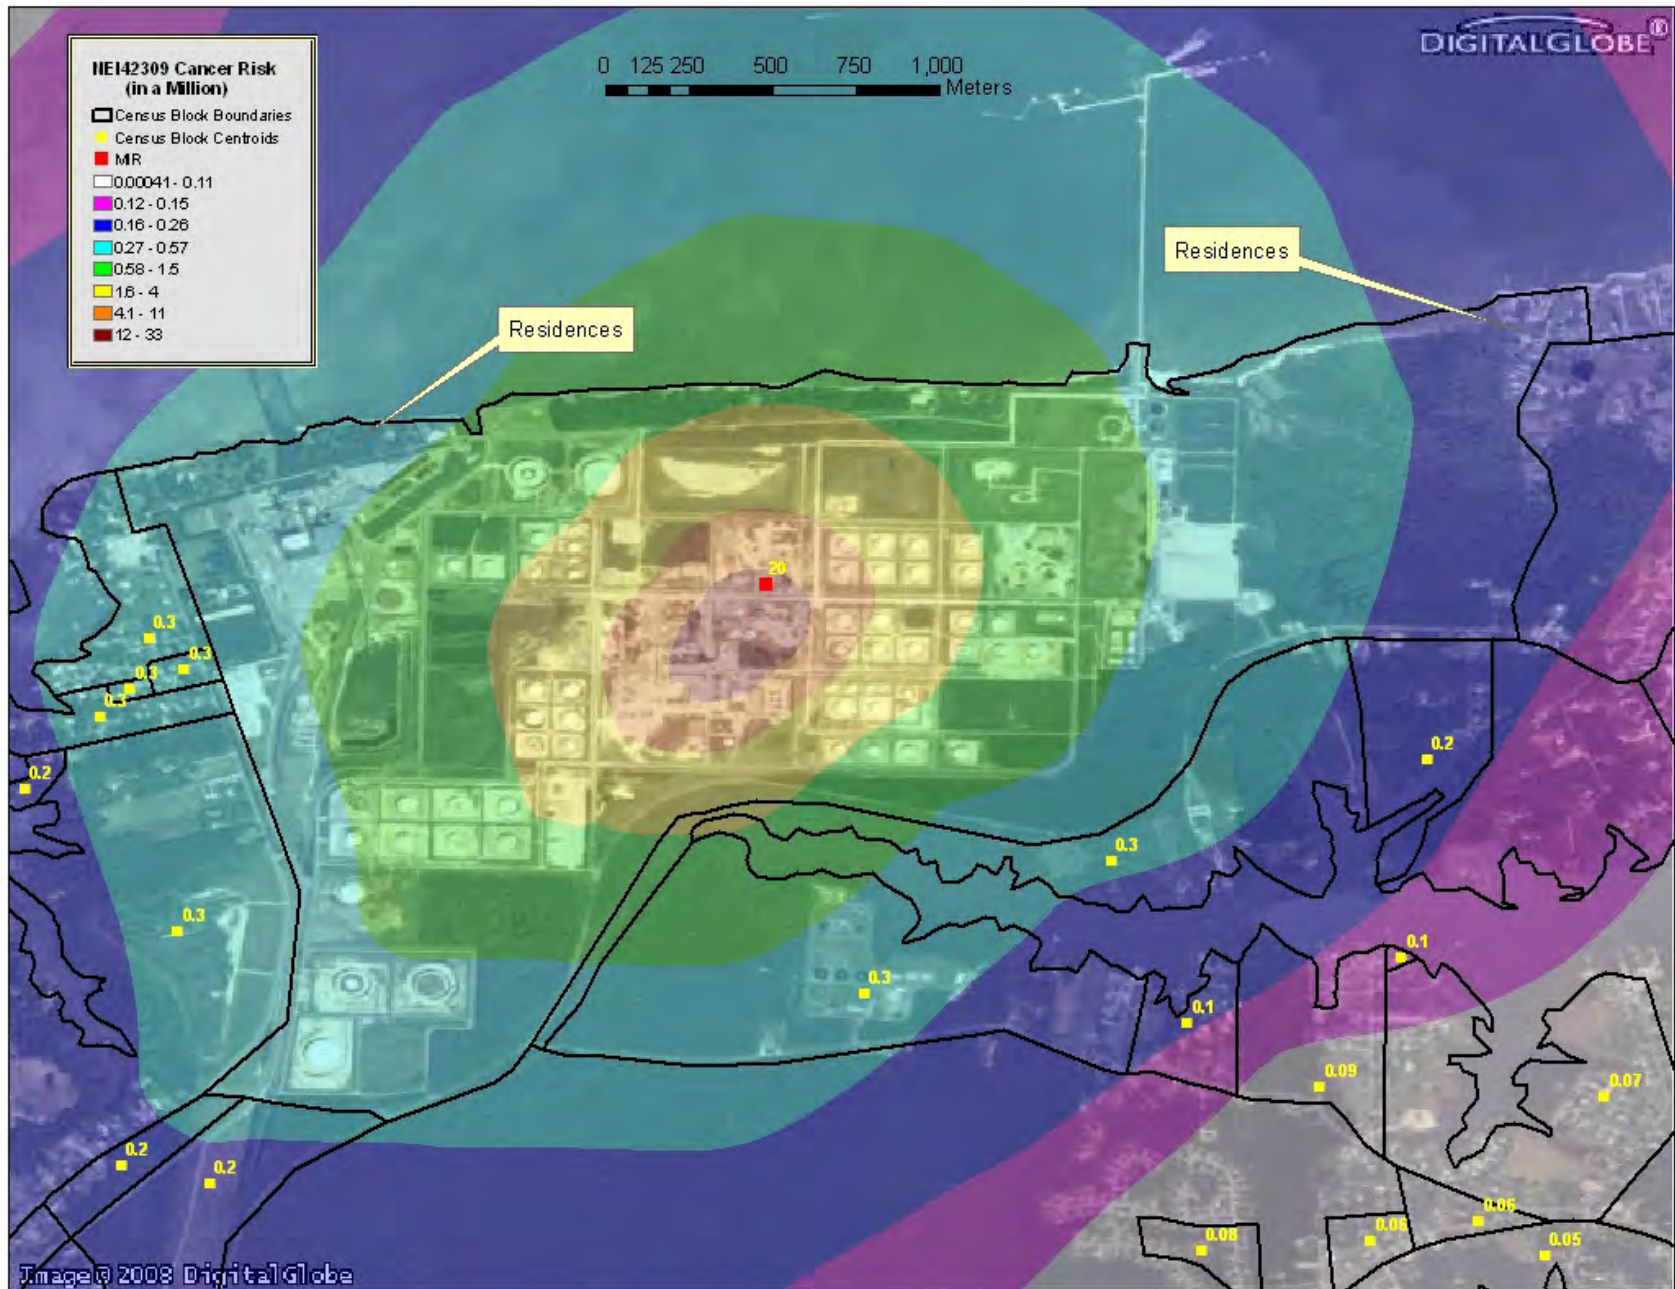 DIGITALGLOBE®
NEI42309 Cancer Risk
(in a Million)
Census Block Boundaries
Census Block Centroids
MIR
0.00041 - 0.11
0.12 - 0.15
0.16 - 0.26
0.27 - 0.57
0.58 - 1.5
1.6 - 4
4.1 - 11
12 - 33
0 125 250 500 750 1,000
Meters
Residences
Residences
20
0.3
0.3
0.3
0.3
0.2
0.2
0.3
0.3
0.3
0.1
0.1
0.09
0.07
0.2
0.2
0.06
0.06
0.08
0.05
Image © 2008 DigitalGlobe